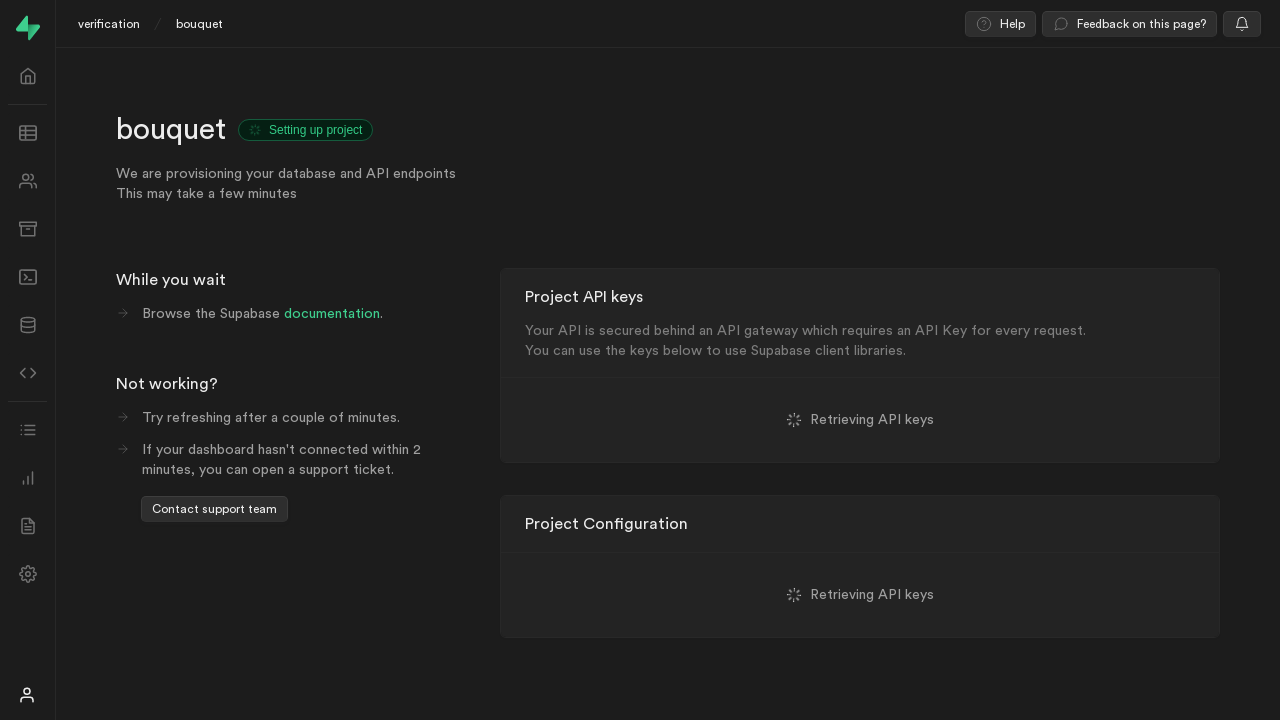 verification / bouquet
Help
Feedback on this page?
bouquet
Setting up project
We are provisioning your database and API endpoints
This may take a few minutes
While you wait
Browse the Supabase documentation.
Not working?
Try refreshing after a couple of minutes.
If your dashboard hasn't connected within 2
minutes, you can open a support ticket.
Contact support team
Project API keys
Your API is secured behind an API gateway which requires an API Key for every request.
You can use the keys below to use Supabase client libraries.
Retrieving API keys
Project Configuration
Retrieving API keys